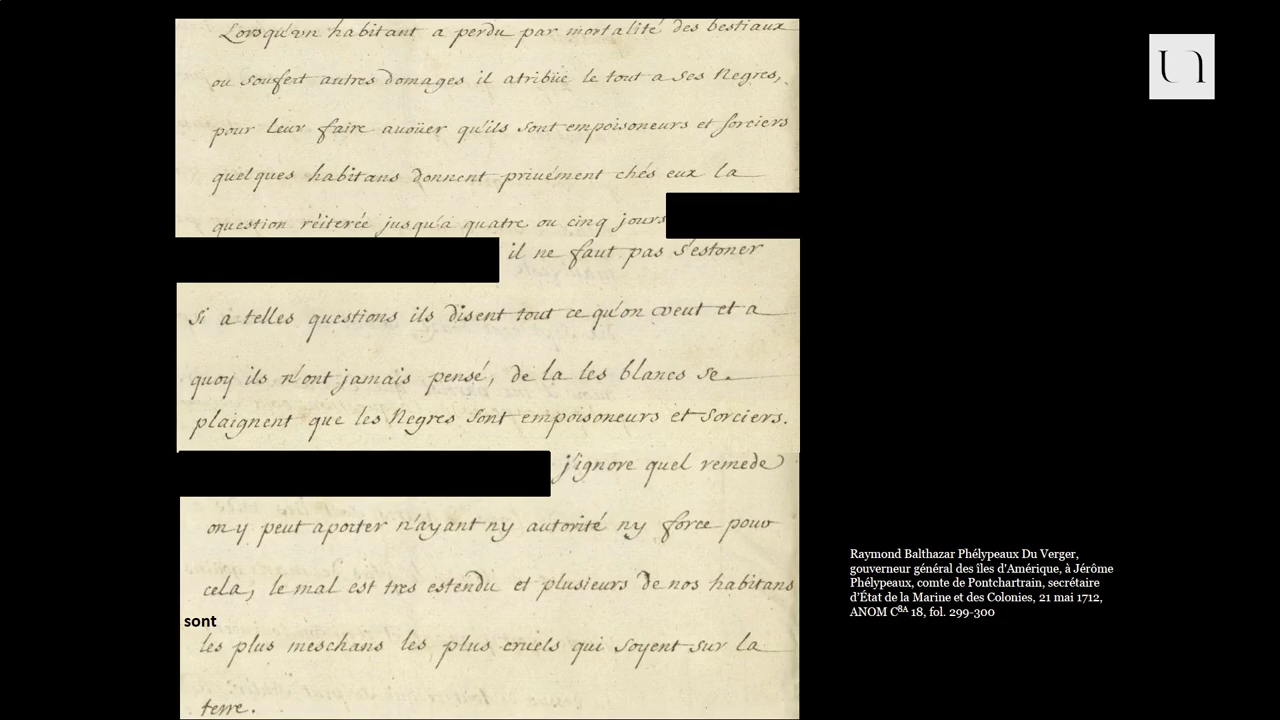 Lorsqu'vn habitant a perdu par mortalité des bestiaux
ou soufert autres domages il atribüe le tout a ses Negres,
pour leur faire auoüer qu'ils sont empoisoneurs et sorciers
quelques habitans donnent priuément chés eux la
question réiterée jusqu'a quatre ou cinq jours
il ne faut pas s'estoner
si a telles questions ils disent tout ce qu'on veut et a
quoy ils n'ont jamais pensé, de la les blancs se
plaignent que les Negres sont empoisoneurs et sorciers.
j'ignore quel remede
on y peut aporter n'ayant ny autorité ny force pour
cela, le mal est tres estendu et plusieurs de nos habitans
sont
les plus meschans les plus cruels qui soyent sur la
terre.
Raymond Balthazar Phélypeaux Du Verger,
gouverneur général des îles d'Amérique, à Jérôme
Phélypeaux, comte de Pontchartrain, secrétaire
d'État de la Marine et des Colonies, 21 mai 1712,
ANOM C8A 18, fol. 299-300